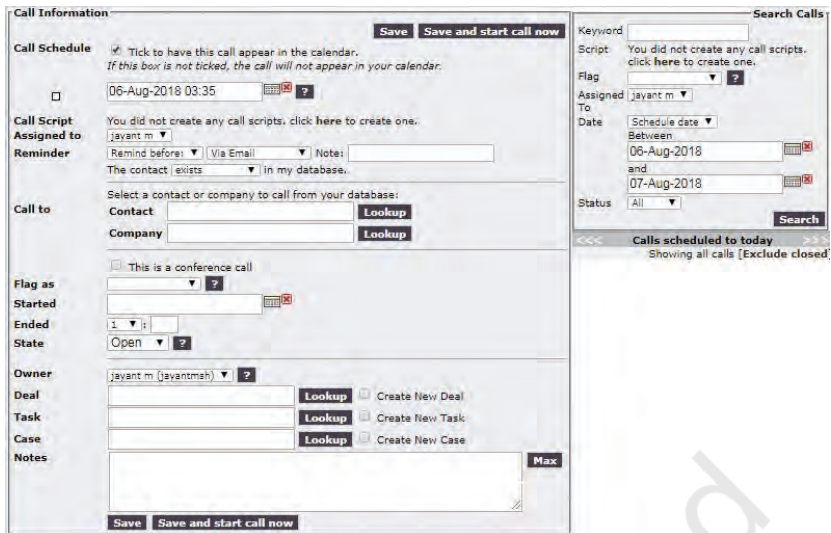 Call Information
Save Save and start call now
Call Schedule Tick to have this call appear in the calendar.
If this box is not ticked, the call will not appear in your calendar.
06-Aug-2018 03:35 ?
Call Script You did not create any call scripts. click here to create one.
Assigned to jayant m
Reminder Remind before: Via Email Note:
The contact exists in my database.
Select a contact or company to call from your database:
Call to Contact Lookup
Company Lookup
This is a conference call
Flag as ?
Started
Ended 1 :
State Open ?
Owner jayant m (jayantmsh) ?
Deal Lookup Create New Deal
Task Lookup Create New Task
Case Lookup Create New Case
Notes Max
Save Save and start call now
Search Calls
Keyword
Script You did not create any call scripts.
click here to create one.
Flag ?
Assigned To jayant m
Date Schedule date
Between
06-Aug-2018
and
07-Aug-2018
Status All
Search
<<< Calls scheduled to today >>>
Showing all calls [Exclude closed]